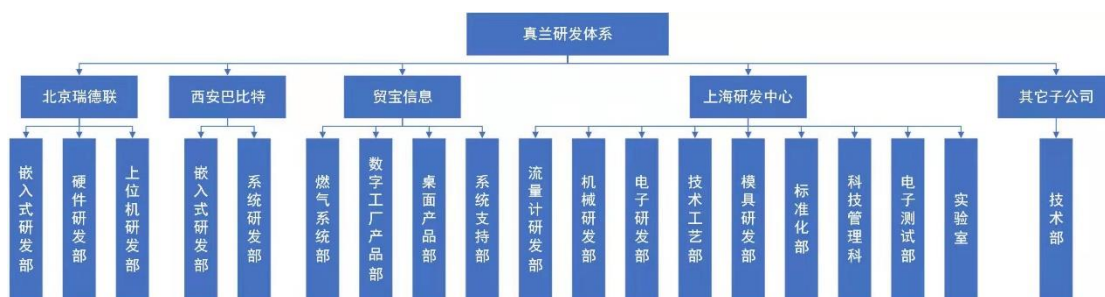 真兰研发体系
北京瑞德联
西安巴比特
贸宝信息
上海研发中心
其它子公司
嵌入式研发部
硬件研发部
上位机研发部
嵌入式研发部
系统研发部
燃气系统部
数字工厂产品部
桌面产品部
系统支持部
流量计研发部
机械研发部
电子研发部
技术工艺部
模具研发部
标准化部
科技管理科
电子测试部
实验室
技术部